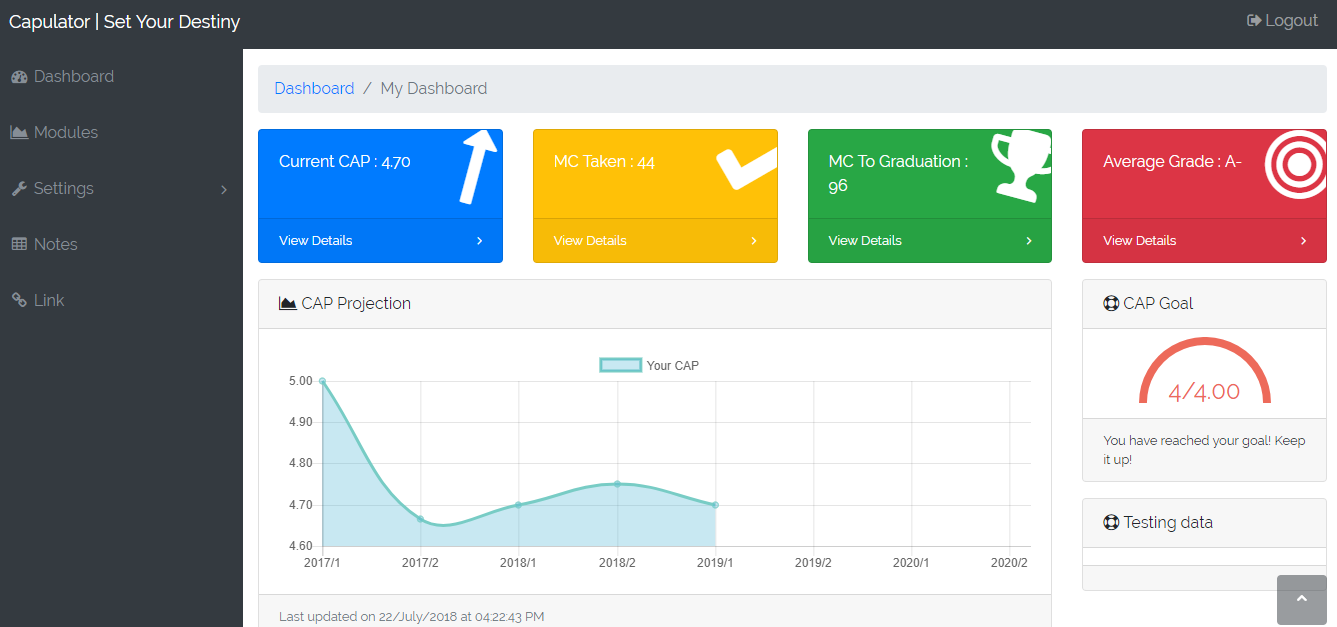 Capulator | Set Your Destiny
Logout
Dashboard
Modules
Settings
Notes
Link
Dashboard / My Dashboard
Current CAP : 4.70
View Details
MC Taken : 44
View Details
MC To Graduation :
96
View Details
Average Grade : A-
View Details
CAP Projection
Your CAP
5.00
4.90
4.80
4.70
4.60
2017/1 2017/2 2018/1 2018/2 2019/1 2019/2 2020/1 2020/2
Last updated on 22/July/2018 at 04:22:43 PM
CAP Goal
4/4.00
You have reached your goal! Keep
it up!
Testing data